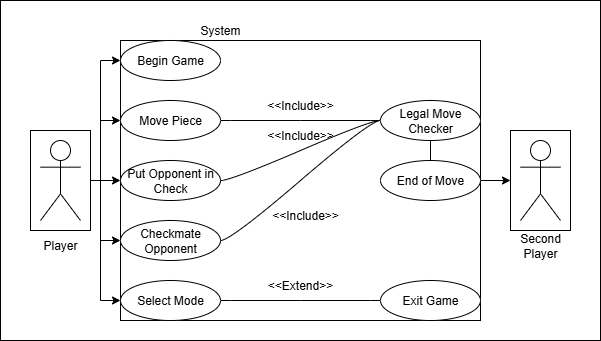 System
Begin Game
Move Piece
<<Include>>
Legal Move
Checker
<<Include>>
Put Opponent in
Check
End of Move
Player
Checkmate
Opponent
<<Include>>
Second
Player
Select Mode
<<Extend>>
Exit Game